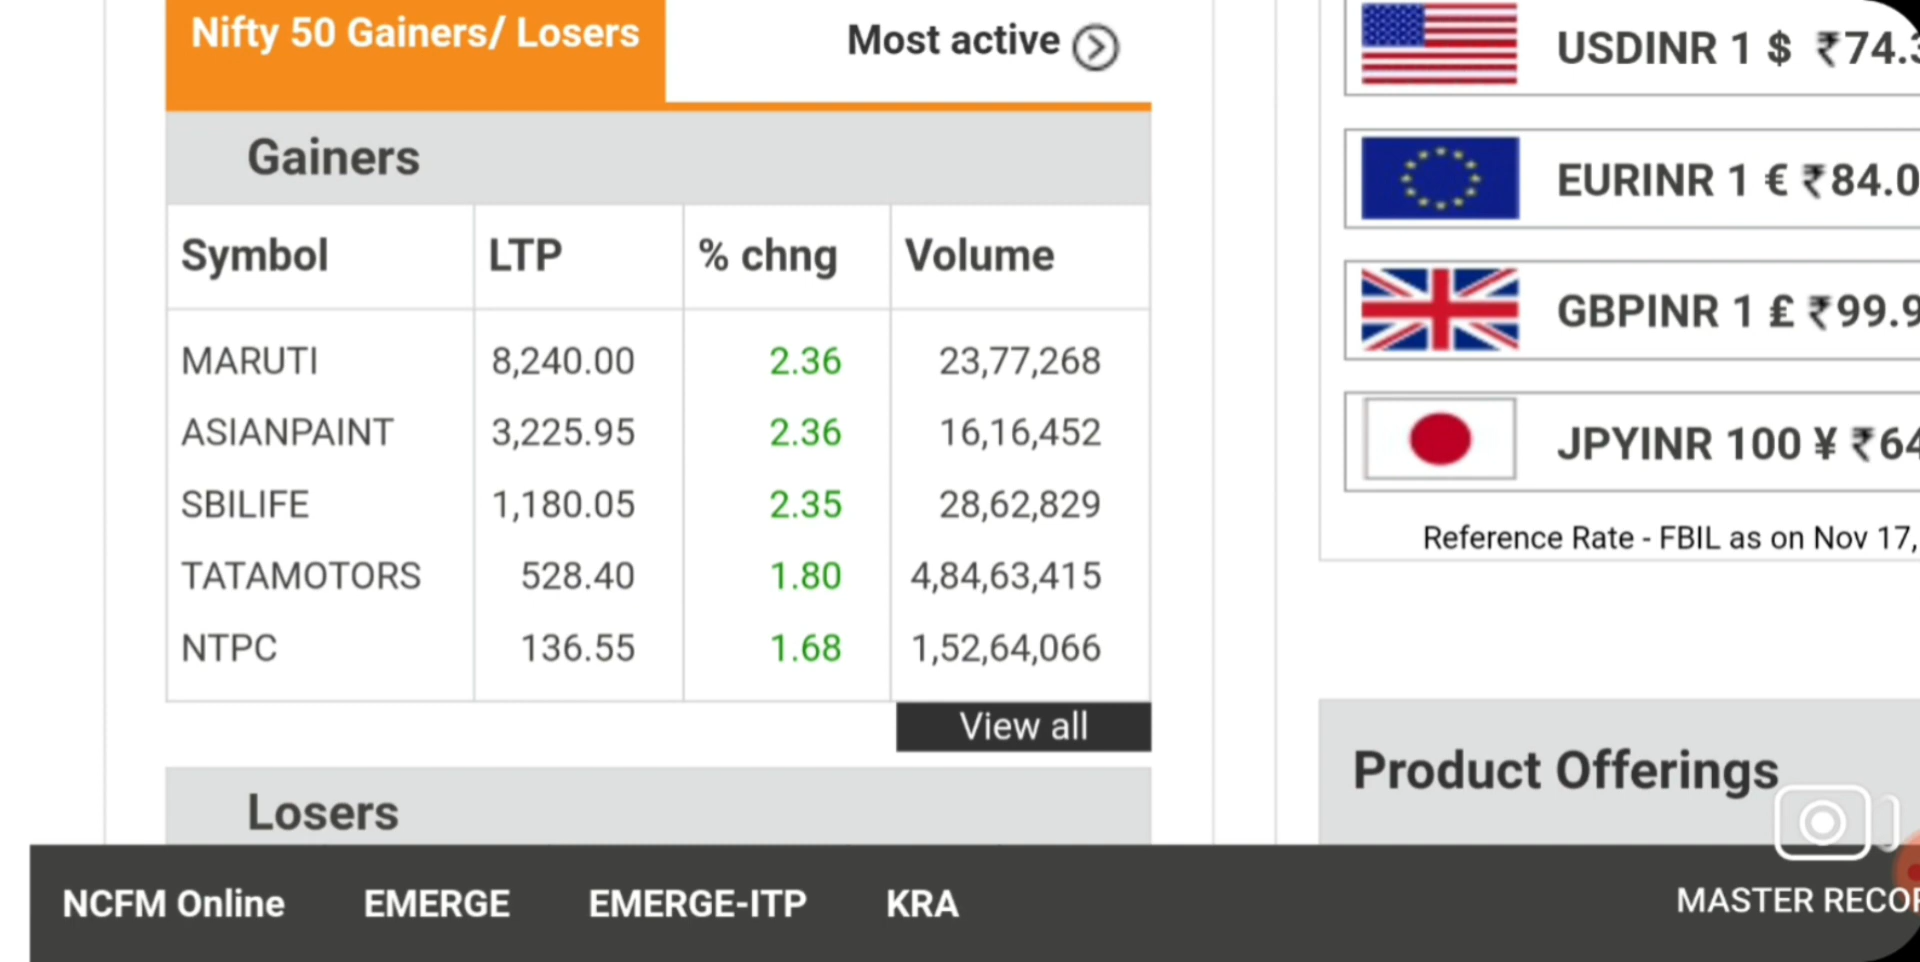 Nifty 50 Gainers/ Losers
Most active
Gainers
Symbol LTP % chng Volume
MARUTI 8,240.00 2.36 23,77,268
ASIANPAINT 3,225.95 2.36 16,16,452
SBILIFE 1,180.05 2.35 28,62,829
TATAMOTORS 528.40 1.80 4,84,63,415
NTPC 136.55 1.68 1,52,64,066
View all
Losers
USDINR 1 $ ₹74.3
EURINR 1 € ₹84.0
GBPINR 1 £ ₹99.9
JPYINR 100 ¥ ₹64
Reference Rate - FBIL as on Nov 17,
Product Offerings
NCFM Online EMERGE EMERGE-ITP KRA
MASTER RECOR